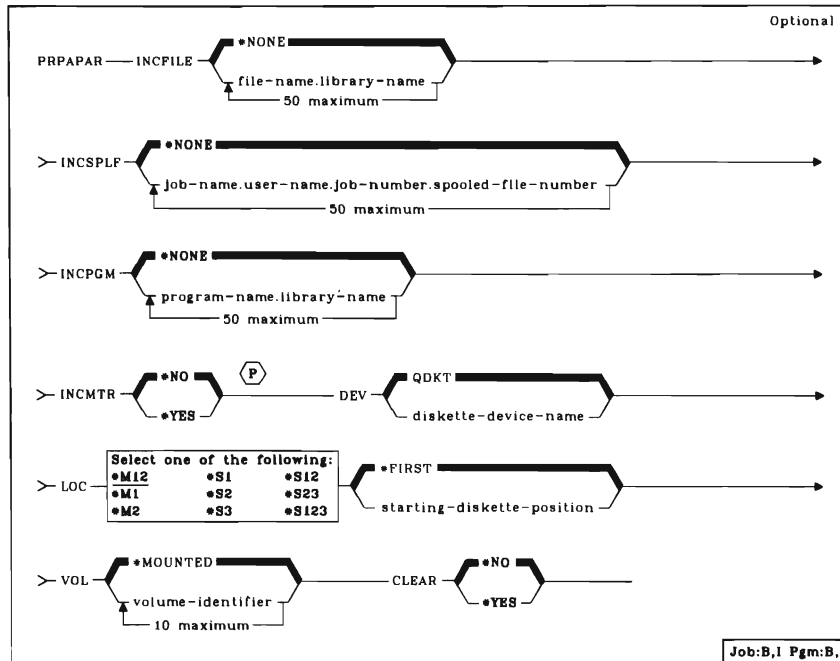 Optional
*NONE
PRPAPAR INCFILE
file-name.library-name
50 maximum
*NONE
INCSPLF
job-name.user-name.job-number.spooled-file-number
50 maximum
*NONE
INCPGM
program-name.library-name
50 maximum
*NO P QDKT
INCMTR DEV
*YES diskette-device-name
Select one of the following:
*M12 *S1 *S12
*M1 *S2 *S23
*M2 *S3 *S123
LOC
*FIRST
starting-diskette-position
*MOUNTED *NO
VOL CLEAR
volume-identifier *YES
10 maximum
Job:B,I Pgm:B,